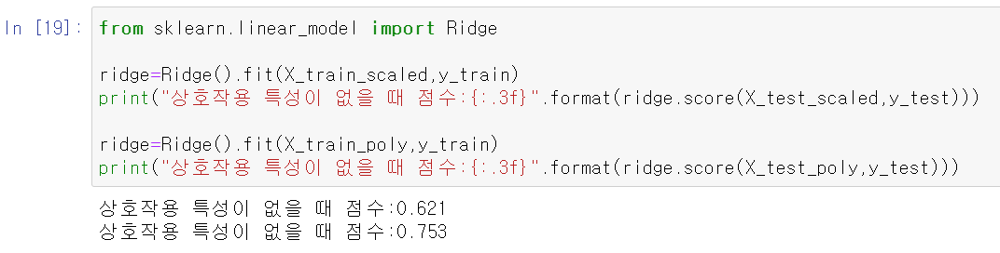 In [19]: from sklearn.linear_model import Ridge
ridge=Ridge().fit(X_train_scaled,y_train)
print("상호작용 특성이 없을 때 점수:{:.3f}".format(ridge.score(X_test_scaled,y_test)))
ridge=Ridge().fit(X_train_poly,y_train)
print("상호작용 특성이 없을 때 점수:{:.3f}".format(ridge.score(X_test_poly,y_test)))
상호작용 특성이 없을 때 점수:0.621
상호작용 특성이 없을 때 점수:0.753